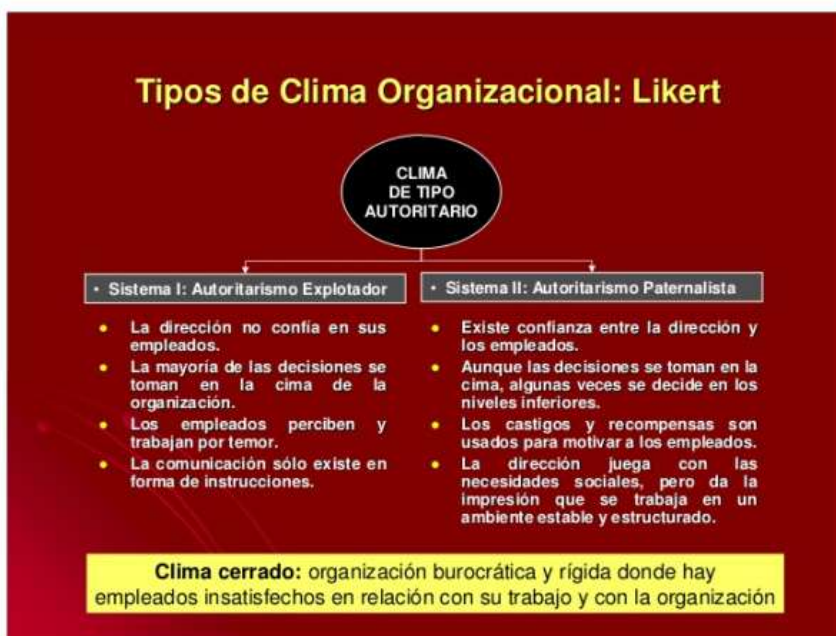 Tipos de Clima Organizacional: Likert
CLIMA
DE TIPO
AUTORITARIO
• Sistema I: Autoritarismo Explotador
● La dirección no confía en sus
empleados.
● La mayoría de las decisiones se
toman en la cima de la
organización.
● Los empleados perciben y
trabajan por temor.
● La comunicación sólo existe en
forma de instrucciones.
• Sistema II: Autoritarismo Paternalista
● Existe confianza entre la dirección y
los empleados.
● Aunque las decisiones se toman en la
cima, algunas veces se decide en los
niveles inferiores.
● Los castigos y recompensas son
usados para motivar a los empleados.
● La dirección juega con las
necesidades sociales, pero da la
impresión que se trabaja en un
ambiente estable y estructurado.
Clima cerrado: organización burocrática y rígida donde hay
empleados insatisfechos en relación con su trabajo y con la organización